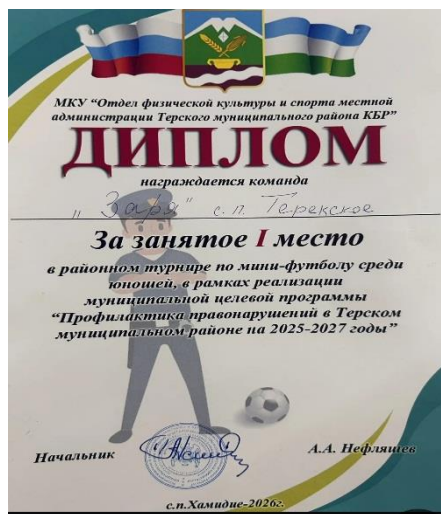 МКУ “Отдел физической культуры и спорта местной
администрации Терского муниципального района КБР”
ДИПЛОМ
награждается команда
„Заря" с.п. Терекское
За занятое I место
в районном турнире по мини-футболу среди
юношей, в рамках реализации
муниципальной целевой программы
“Профилактика правонарушений в Терском
муниципальном районе на 2025-2027 годы”
Начальник
А.А. Нефляшев
с.п.Хамидие-2026г.